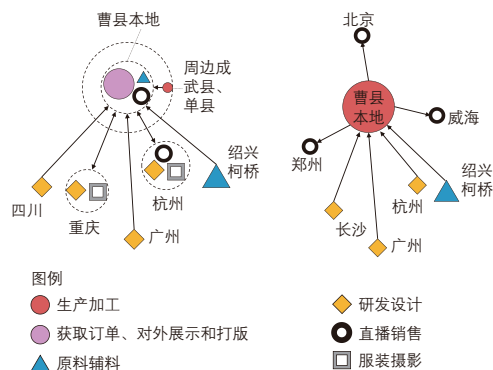 曹县本地
周边成
武县、
单县
四川
重庆
广州
杭州
绍兴
柯桥
北京
曹县
本地
威海
郑州
长沙
广州
杭州
绍兴
柯桥
图例
生产加工
获取订单、对外展示和打版
原料辅料
研发设计
直播销售
服装摄影